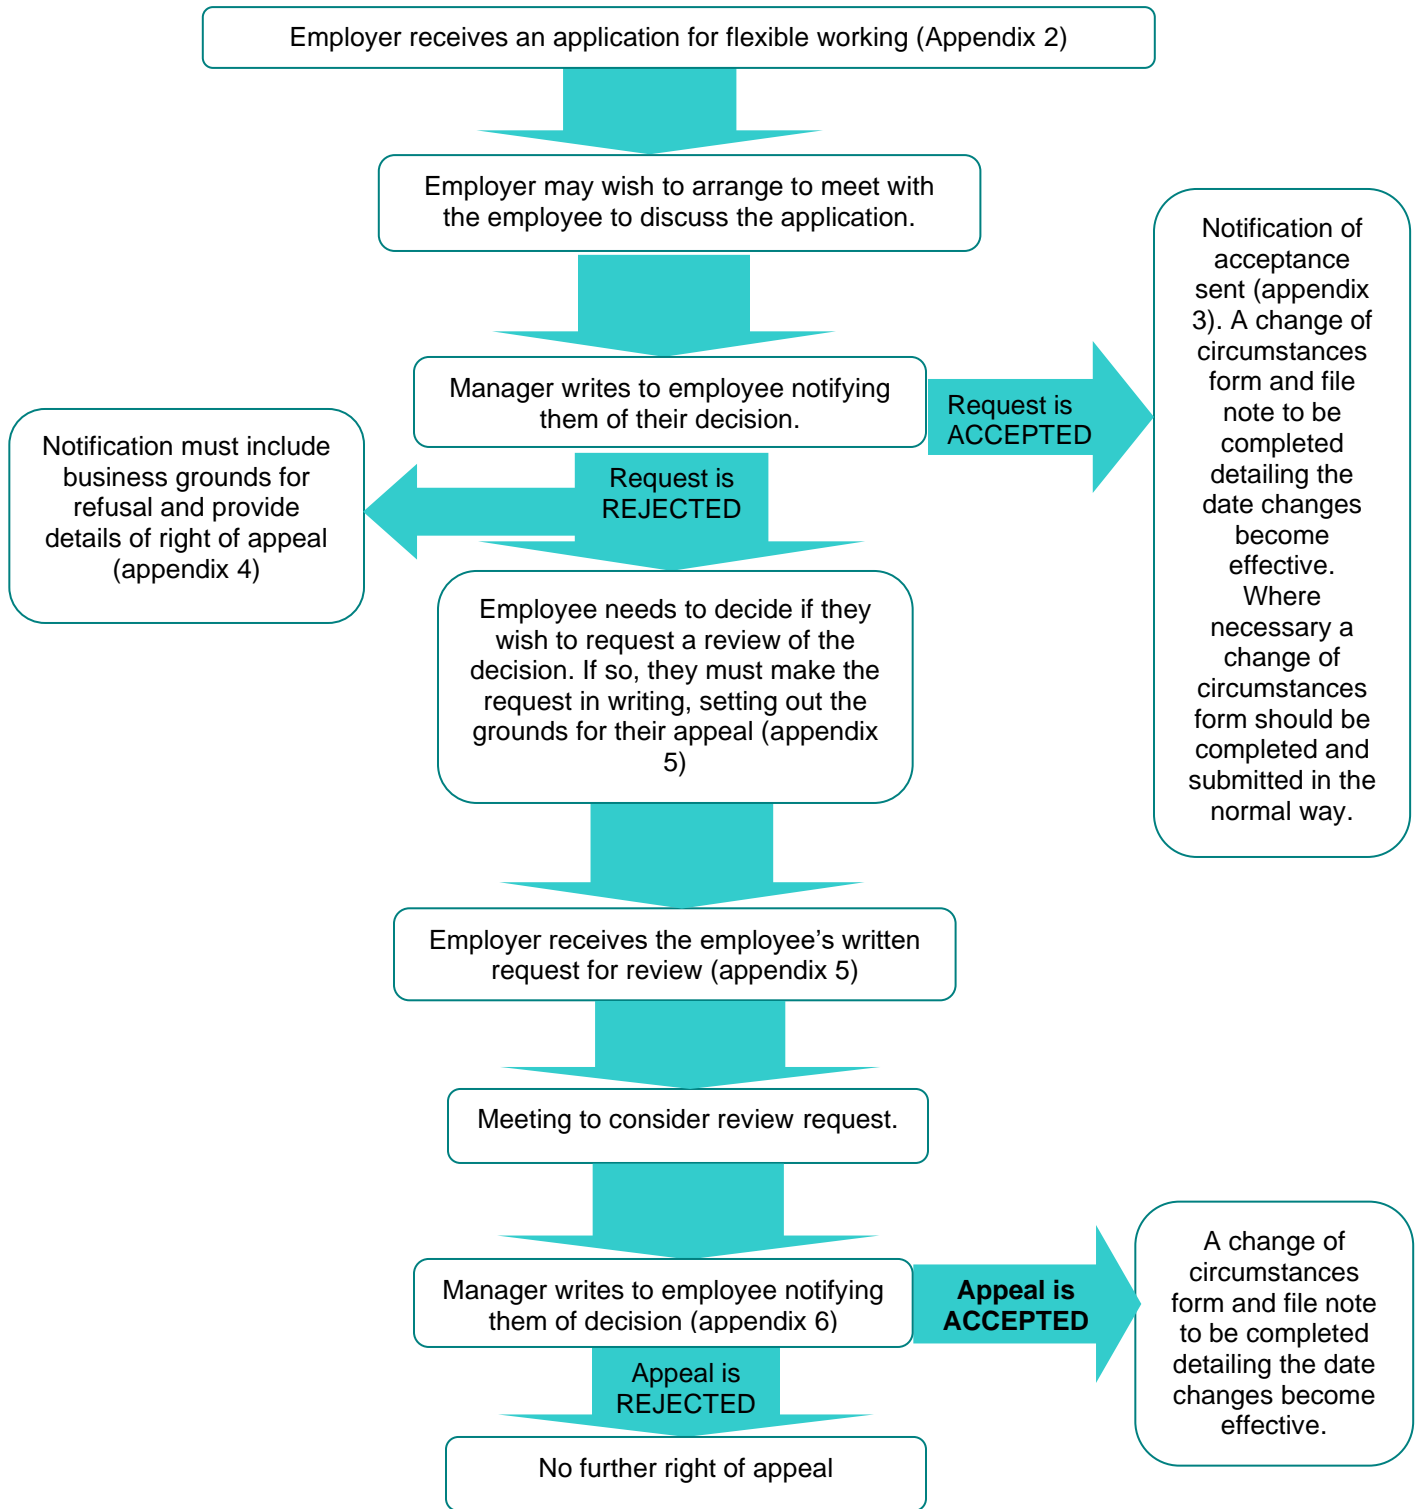 Employer receives an application for flexible working (Appendix 2)
Employer may wish to arrange to meet with
the employee to discuss the application.
Manager writes to employee notifying
them of their decision.
Request is
ACCEPTED
Notification of
acceptance
sent (appendix
3). A change of
circumstances
form and file
note to be
completed
detailing the
date changes
become
effective.
Where
necessary a
change of
circumstances
form should be
completed and
submitted in the
normal way.
Request is
REJECTED
Notification must include
business grounds for
refusal and provide
details of right of appeal
(appendix 4)
Employee needs to decide if they
wish to request a review of the
decision. If so, they must make the
request in writing, setting out the
grounds for their appeal (appendix
5)
Employer receives the employee’s written
request for review (appendix 5)
Meeting to consider review request.
Manager writes to employee notifying
them of decision (appendix 6)
Appeal is
ACCEPTED
A change of
circumstances
form and file note
to be completed
detailing the date
changes become
effective.
Appeal is
REJECTED
No further right of appeal